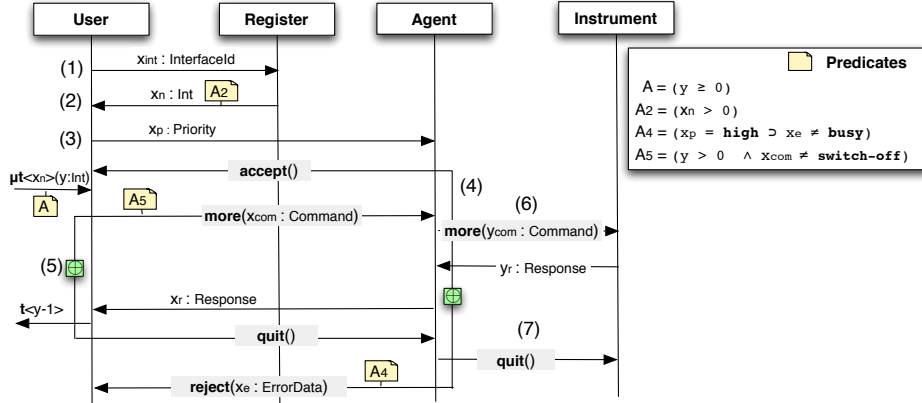 User
Register
Agent
Instrument
(1)
xint : InterfaceId
(2)
xn : Int
A2
(3)
xp : Priority
accept()
(4)
μt<xn>(y:Int)
A
A5
more(xcom : Command)
(6)
more(ycom : Command)
(5)
yr : Response
xr : Response
t<y-1>
quit()
(7)
quit()
A4
reject(xe : ErrorData)
Predicates
A = (y ≥ 0)
A2 = (xn > 0)
A4 = (xp = high ⊃ xe ≠ busy)
A5 = (y > 0 ∧ xcom ≠ switch-off)